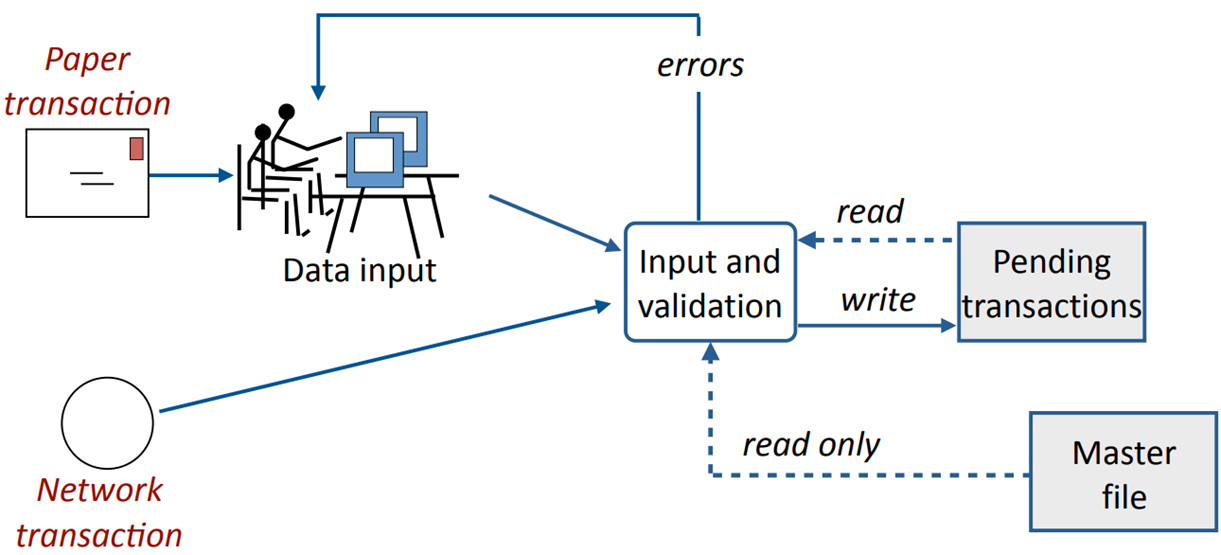 Paper
transaction
errors
Data input
Input and
validation
read
write
Pending
transactions
read only
Master
file
Network
transaction